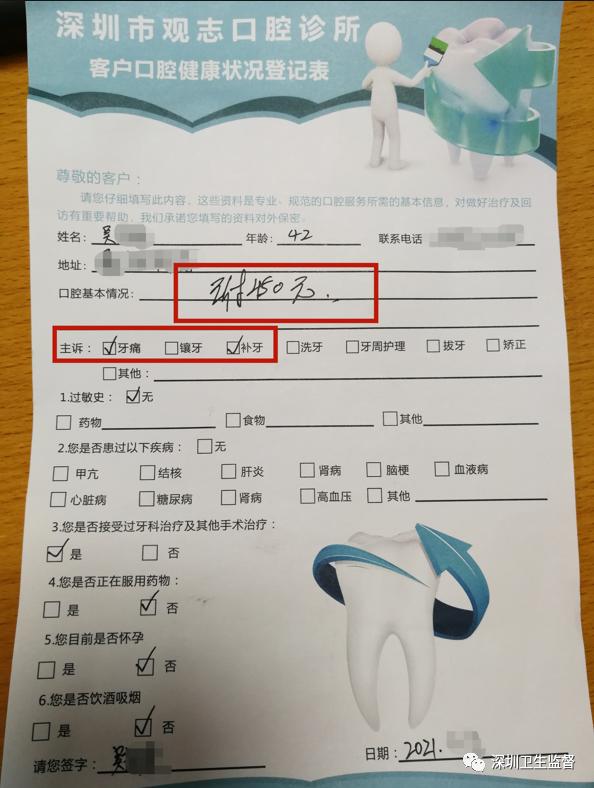 深圳市观志口腔诊所
客户口腔健康状况登记表
尊敬的客户：
请您仔细填写此内容，这些资料是专业、规范的口腔服务所需的基本信息，对做好治疗及回
访有重要帮助，我们承诺您填写的资料对外保密。
姓名：吴 年龄：42 联系电话
地址：
口腔基本情况： 450元
主诉： 牙痛 镶牙 补牙 洗牙 牙周护理 拔牙 矫正
其他：
1.过敏史： 无
药物 食物 其他
2.您是否患过以下疾病： 无
甲亢 结核 肝炎 肾病 脑梗 血液病
心脏病 糖尿病 肾病 高血压 其他
3.您是否接受过牙科治疗及其他手术治疗：
是 否
4.您是否正在服用药物：
是 否
5.您目前是否怀孕
是 否
6.您是否饮酒吸烟
是 否
请您签字：吴 日期：2021.
深圳卫生监督